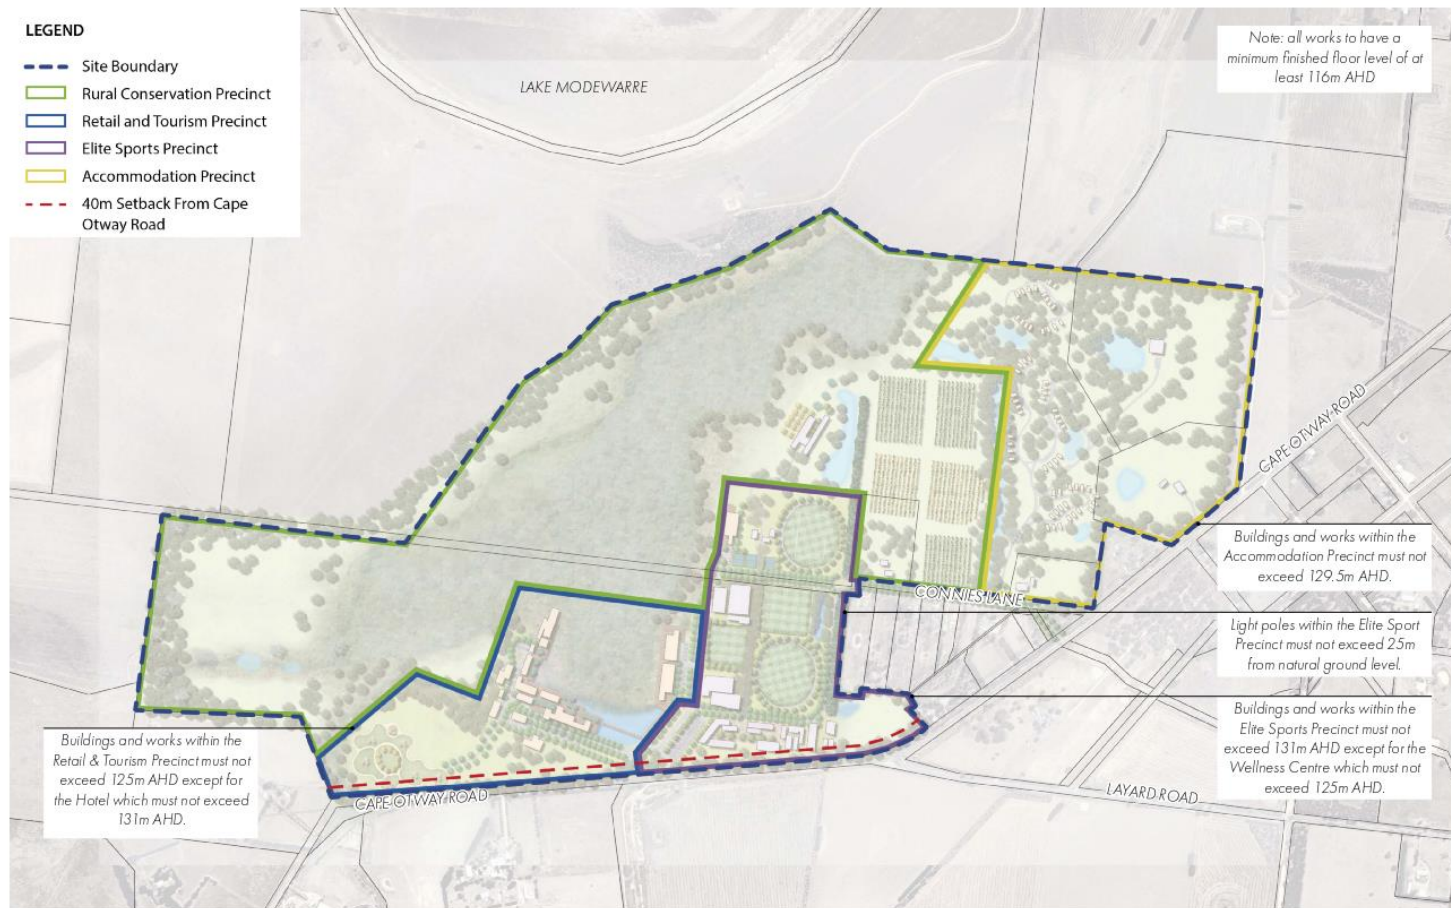 LEGEND
Site Boundary
Rural Conservation Precinct
Retail and Tourism Precinct
Elite Sports Precinct
Accommodation Precinct
40m Setback From Cape
Otway Road
LAKE MODEWARRE
Note: all works to have a
minimum finished floor level of at
least 116m AHD
CAPE OTWAY ROAD
Buildings and works within the
Accommodation Precinct must not
exceed 129.5m AHD.
CONNIES LANE
Light poles within the Elite Sport
Precinct must not exceed 25m
from natural ground level.
Buildings and works within the
Elite Sports Precinct must not
exceed 131m AHD except for the
Wellness Centre which must not
exceed 125m AHD.
Buildings and works within the
Retail & Tourism Precinct must not
exceed 125m AHD except for
the Hotel which must not exceed
131m AHD.
CAPE OTWAY ROAD
LAYARD ROAD